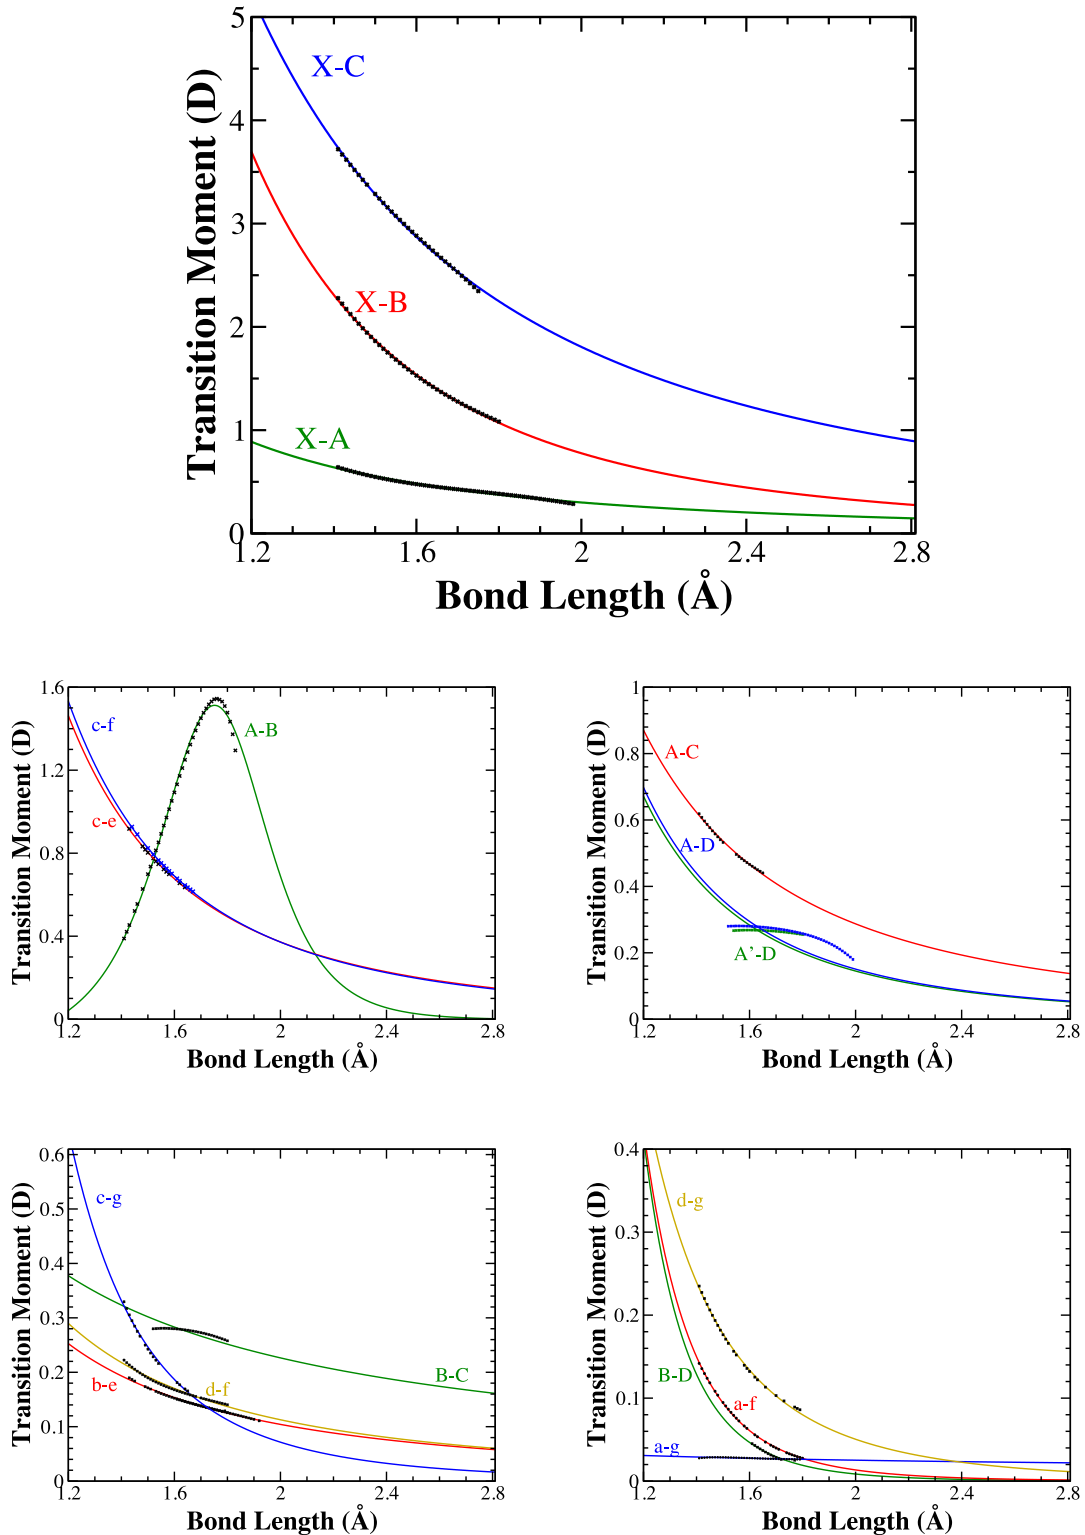 Transition Moment (D)
5
4
3
2
1
0
X-C
X-B
X-A
1.2
1.6
2
2.4
2.8
Bond Length (Å)
Transition Moment (D)
1.6
1.2
0.8
0.4
0
c-f
A-B
c-e
1.2
1.6
2
2.4
2.8
Bond Length (Å)
Transition Moment (D)
1
0.8
0.6
0.4
0.2
0
A-C
A-D
A'-D
1.2
1.6
2
2.4
2.8
Bond Length (Å)
Transition Moment (D)
0.6
0.5
0.4
0.3
0.2
0.1
0
c-g
B-C
d-f
b-e
1.2
1.6
2
2.4
2.8
Bond Length (Å)
Transition Moment (D)
0.4
0.3
0.2
0.1
0
d-g
B-D
a-f
a-g
1.2
1.6
2
2.4
2.8
Bond Length (Å)